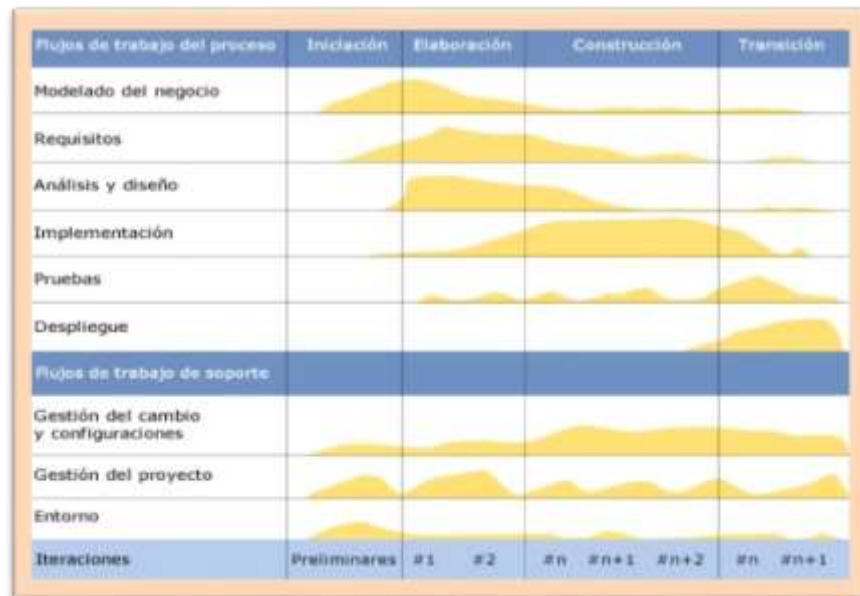 Flujos de trabajo del proceso Iniciación Elaboración Construcción Transición
Modelado del negocio
Requisitos
Análisis y diseño
Implementación
Pruebas
Despliegue
Flujos de trabajo de soporte
Gestión del cambio
y configuraciones
Gestión del proyecto
Entorno
Iteraciones Preliminares #1 #2 #n #n+1 #n+2 #n #n+1